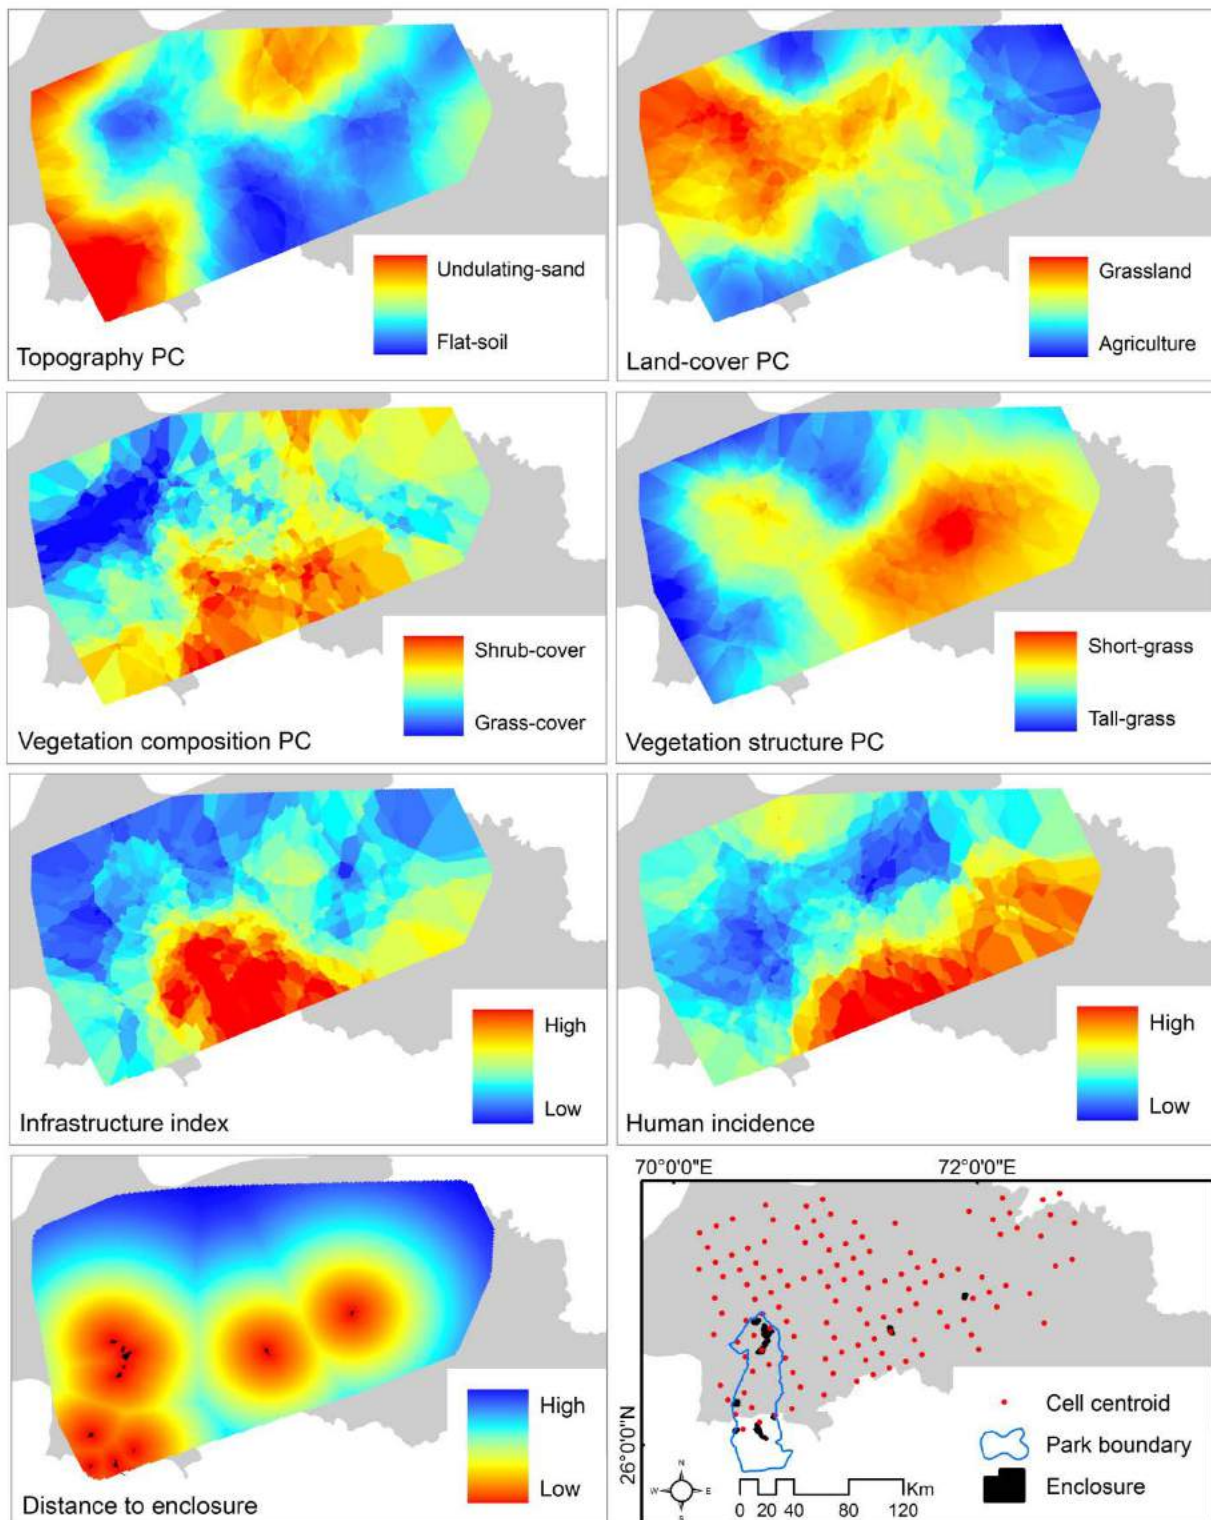 Undulating-sand
Flat-soil
Topography PC
Grassland
Agriculture
Land-cover PC
Shrub-cover
Grass-cover
Vegetation composition PC
Short-grass
Tall-grass
Vegetation structure PC
High
Low
Infrastructure index
High
Low
Human incidence
High
Low
Distance to enclosure
70°0'0"E 72°0'0"E
26°0'0"N
N
W E
S
Km
0 20 40 80 120
Cell centroid
Park boundary
Enclosure